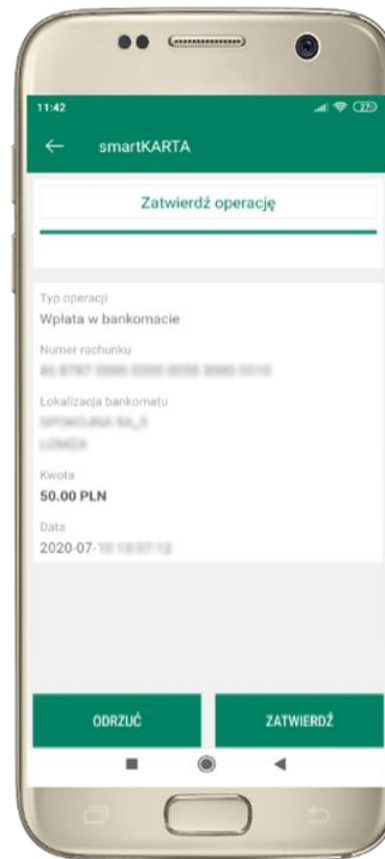 11:42
27
smartKARTA
Zatwierdź operację
Typ operacji
Wpłata w bankomacie
Numer rachunku
Lokalizacja bankomatu
Kwota
50.00 PLN
Data
2020-07-
ODRZUĆ
ZATWIERDŹ